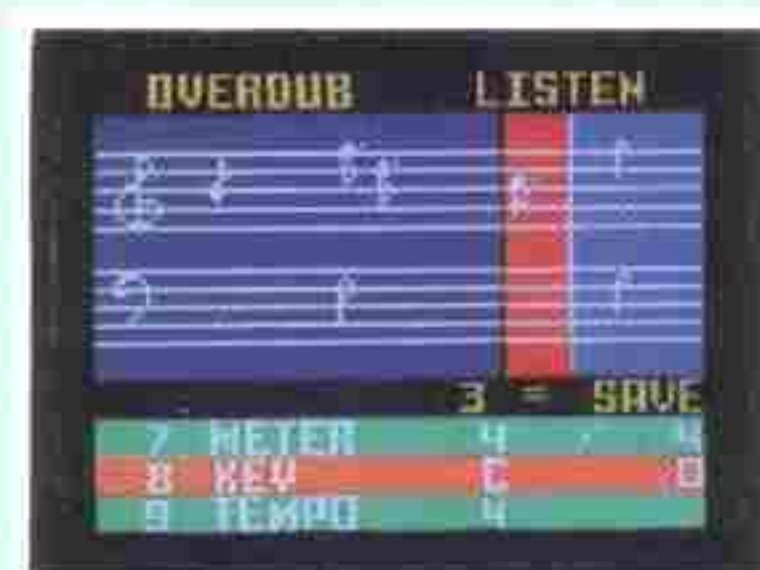 OVERDUB LISTEN
3 = SAVE
7 METER 4 / 4
8 KEY C 0
9 TEMPO 4